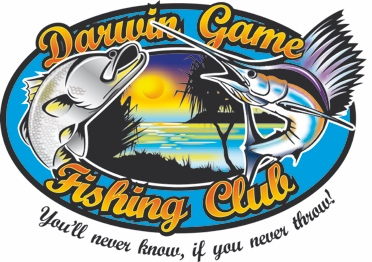 Darwin Game
Fishing Club
You'll never know, if you never throw!